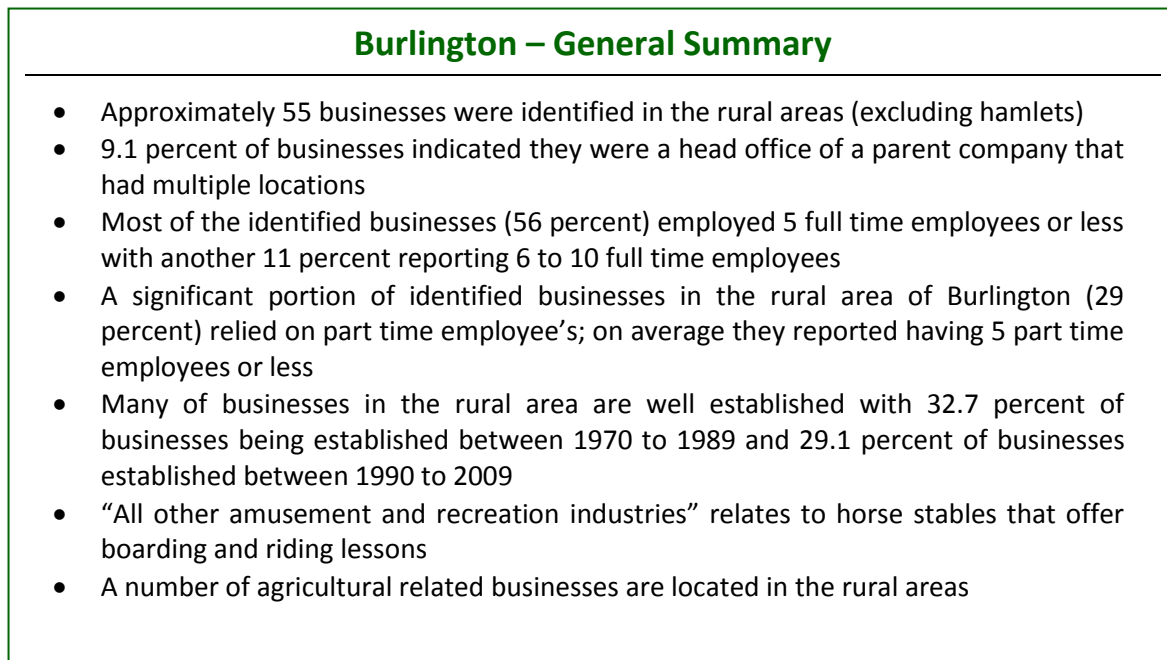 Burlington – General Summary
• Approximately 55 businesses were identified in the rural areas (excluding hamlets)
• 9.1 percent of businesses indicated they were a head office of a parent company that
had multiple locations
• Most of the identified businesses (56 percent) employed 5 full time employees or less
with another 11 percent reporting 6 to 10 full time employees
• A significant portion of identified businesses in the rural area of Burlington (29
percent) relied on part time employee’s; on average they reported having 5 part time
employees or less
• Many of businesses in the rural area are well established with 32.7 percent of
businesses being established between 1970 to 1989 and 29.1 percent of businesses
established between 1990 to 2009
• “All other amusement and recreation industries” relates to horse stables that offer
boarding and riding lessons
• A number of agricultural related businesses are located in the rural areas